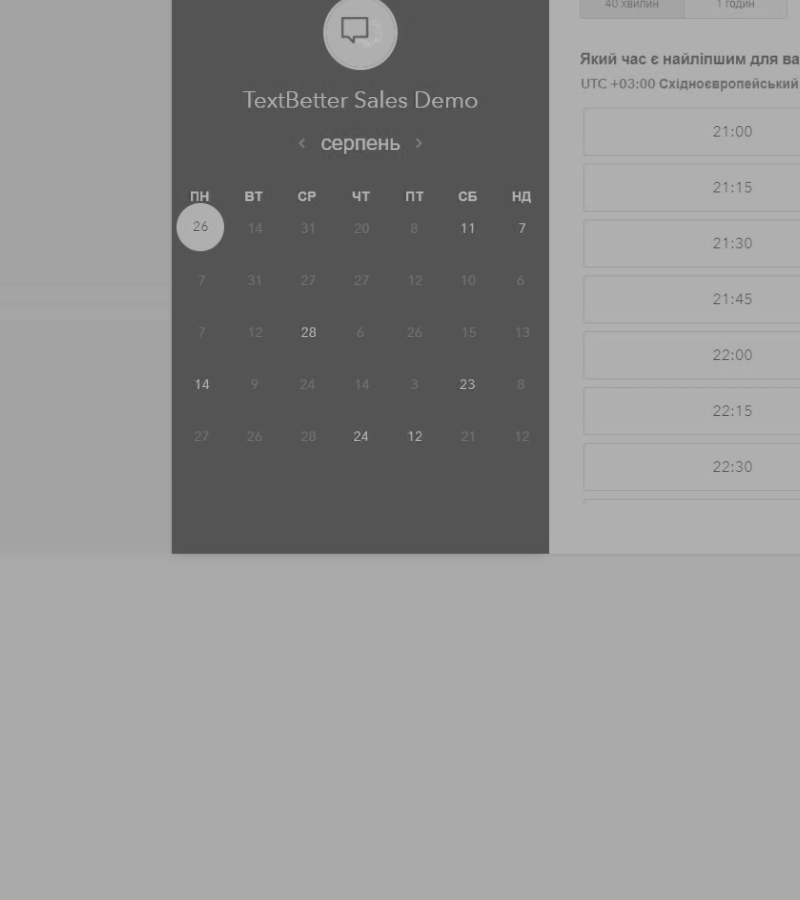 TextBetter Sales Demo
‹ серпень ›
ПН ВТ СР ЧТ ПТ СБ НД
26 14 31 20 8 11 7
7 31 27 27 12 10 6
7 12 28 6 26 15 13
14 9 24 14 3 23 8
27 26 28 24 12 21 12
40 хвилин 1 годин
Який час є найліпшим для ва
UTC +03:00 Східноєвропейський
21:00
21:15
21:30
21:45
22:00
22:15
22:30